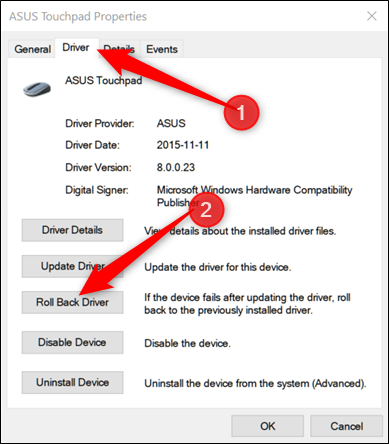 ASUS Touchpad Properties
General Driver Details Events
ASUS Touchpad
1
Driver Provider: ASUS
Driver Date: 2015-11-11
Driver Version: 8.0.0.23
Digital Signer: Microsoft Windows Hardware Compatibility
Publisher
2
Driver Details View details about the installed driver files.
Update Driver Update the driver for this device.
Roll Back Driver If the device fails after updating the driver, roll
back to the previously installed driver.
Disable Device Disable the device.
Uninstall Device Uninstall the device from the system (Advanced).
OK Cancel